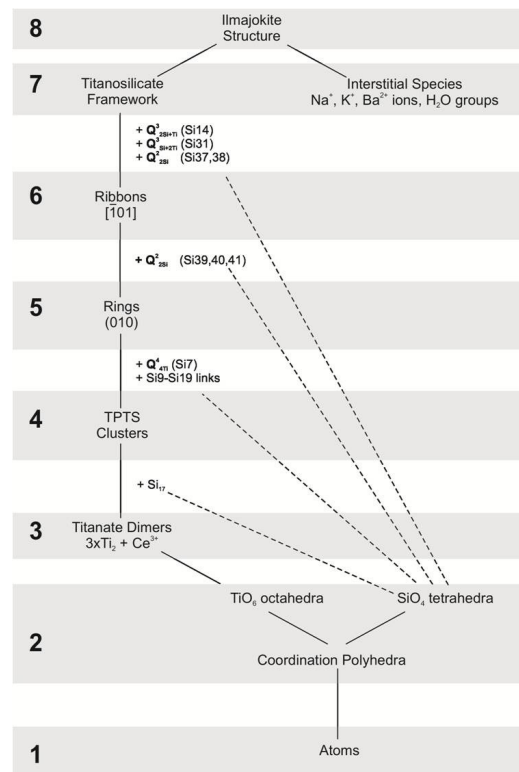 8
Ilmajokite
Structure
7
Titanosilicate
Framework
Interstitial Species
Na⁺, K⁺, Ba²⁺ ions, H₂O groups
+ Q³₂Si+Ti (Si14)
+ Q³Si+2Ti (Si31)
+ Q²₂Si (Si37,38)
6
Ribbons
[1̄01]
+ Q²₂Si (Si39,40,41)
5
Rings
(010)
+ Q⁴₄Ti (Si7)
+ Si9-Si19 links
4
TPTS
Clusters
+ Si₁₇
3
Titanate Dimers
3xTi₂ + Ce³⁺
TiO₆ octahedra
SiO₄ tetrahedra
2
Coordination Polyhedra
1
Atoms